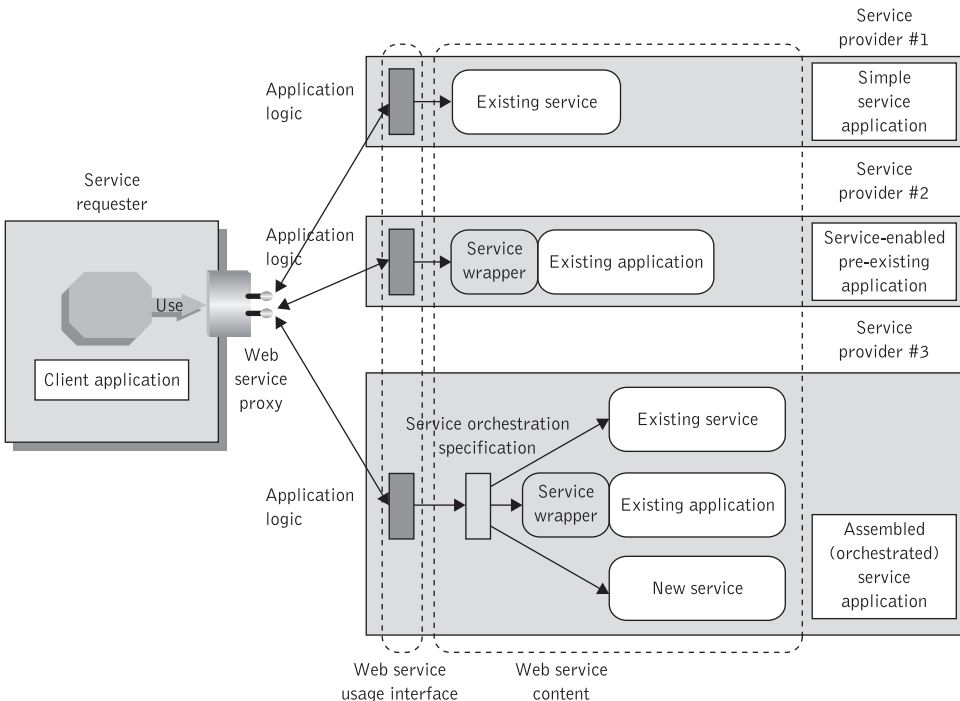 Service
provider #1
Application
logic
Existing service
Simple
service
application
Service
requester
Service
provider #2
Application
logic
Service
wrapper
Existing application
Service-enabled
pre-existing
application
Use
Client application
Web
service
proxy
Service
provider #3
Service orchestration
specification
Existing service
Application
logic
Service
wrapper
Existing application
New service
Assembled
(orchestrated)
service
application
Web service
usage interface
Web service
content